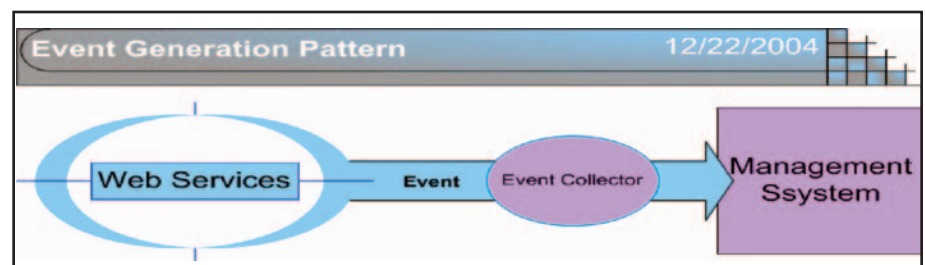 Event Generation Pattern 12/22/2004
Web Services
Event
Event Collector
Management
Ssystem